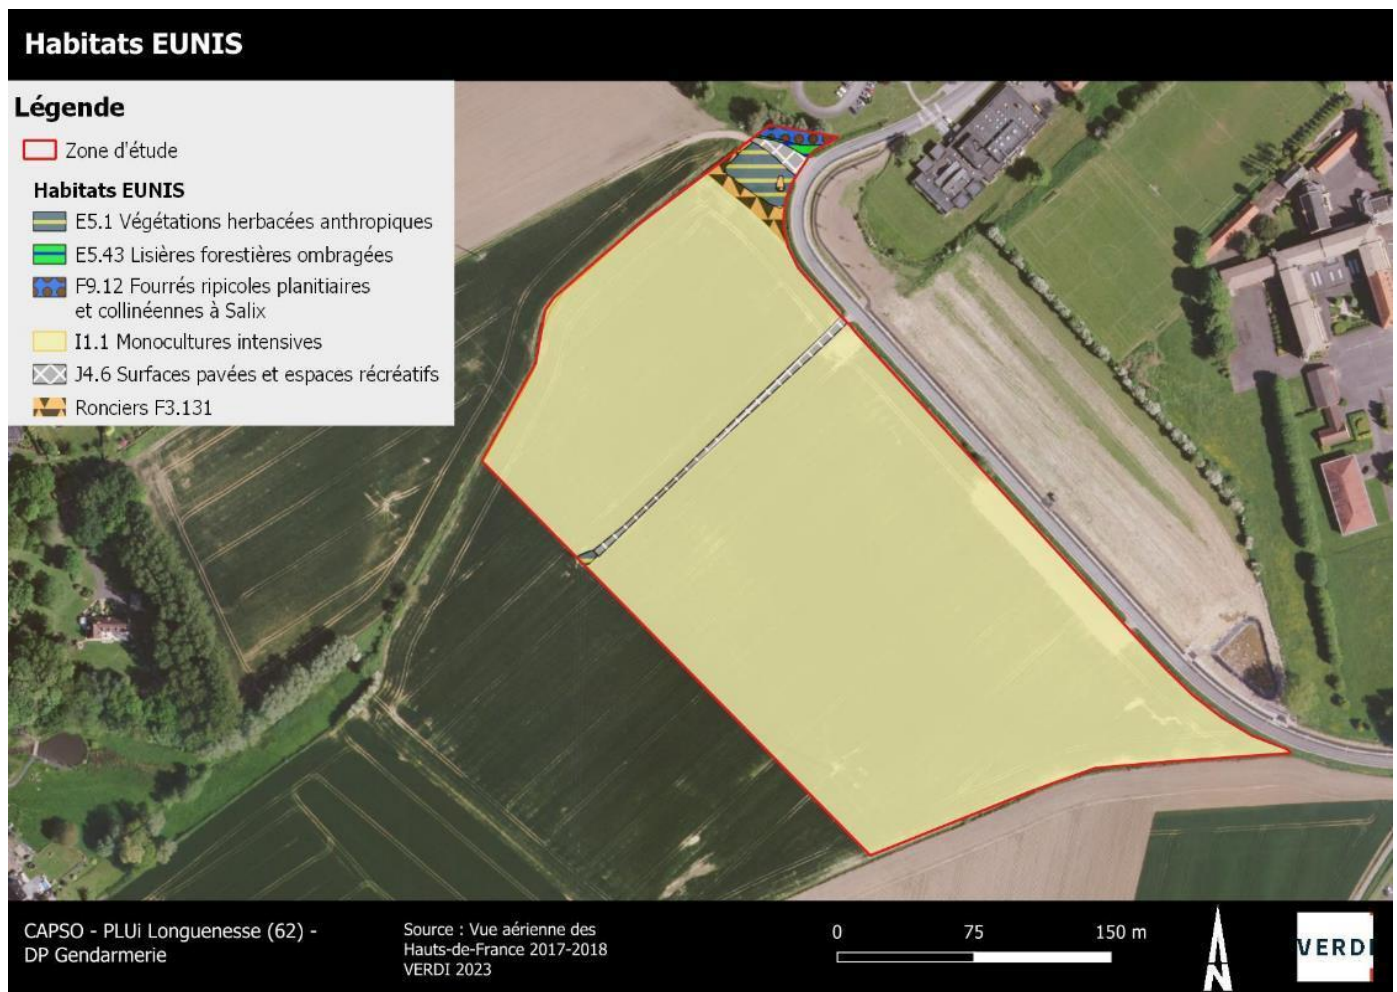 Habitats EUNIS
Légende
Zone d'étude
Habitats EUNIS
E5.1 Végétations herbacées anthropiques
E5.43 Lisières forestières ombragées
F9.12 Fourrés ripicoles planitiaires
et collinéennes à Salix
I1.1 Monocultures intensives
J4.6 Surfaces pavées et espaces récréatifs
Ronciers F3.131
CAPSO - PLUi Longuenesse (62) -
DP Gendarmerie
Source : Vue aérienne des
Hauts-de-France 2017-2018
VERDI 2023
0 75 150 m
N
VERDI